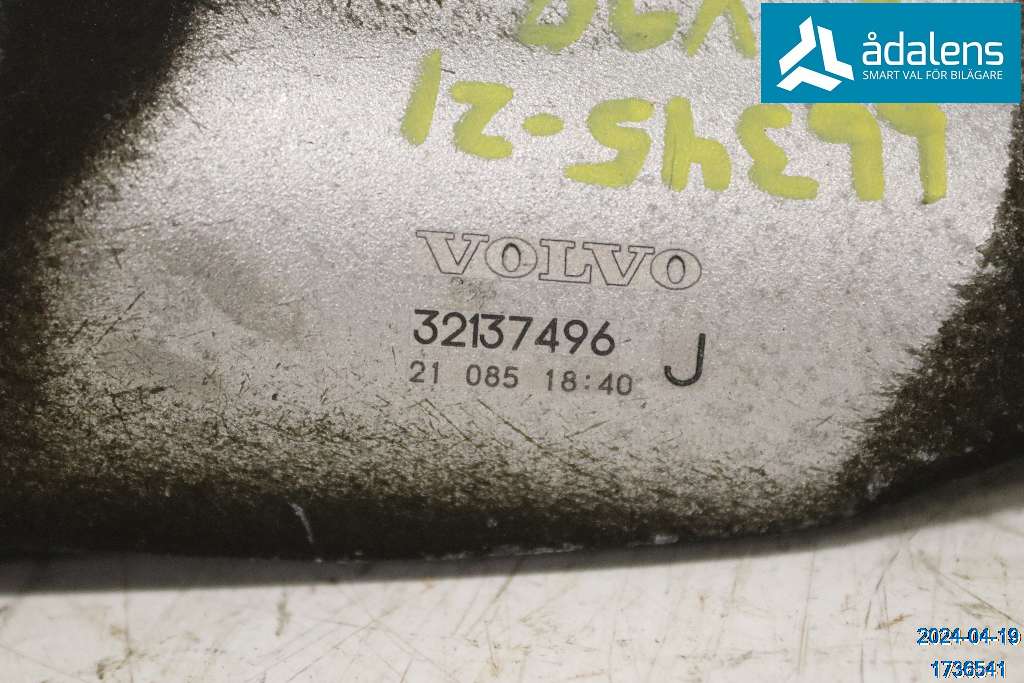 ådalens
SMART VAL FÖR BILÄGARE
VOLVO
32137496 J
21 085 18:40
2024-04-19
1736541